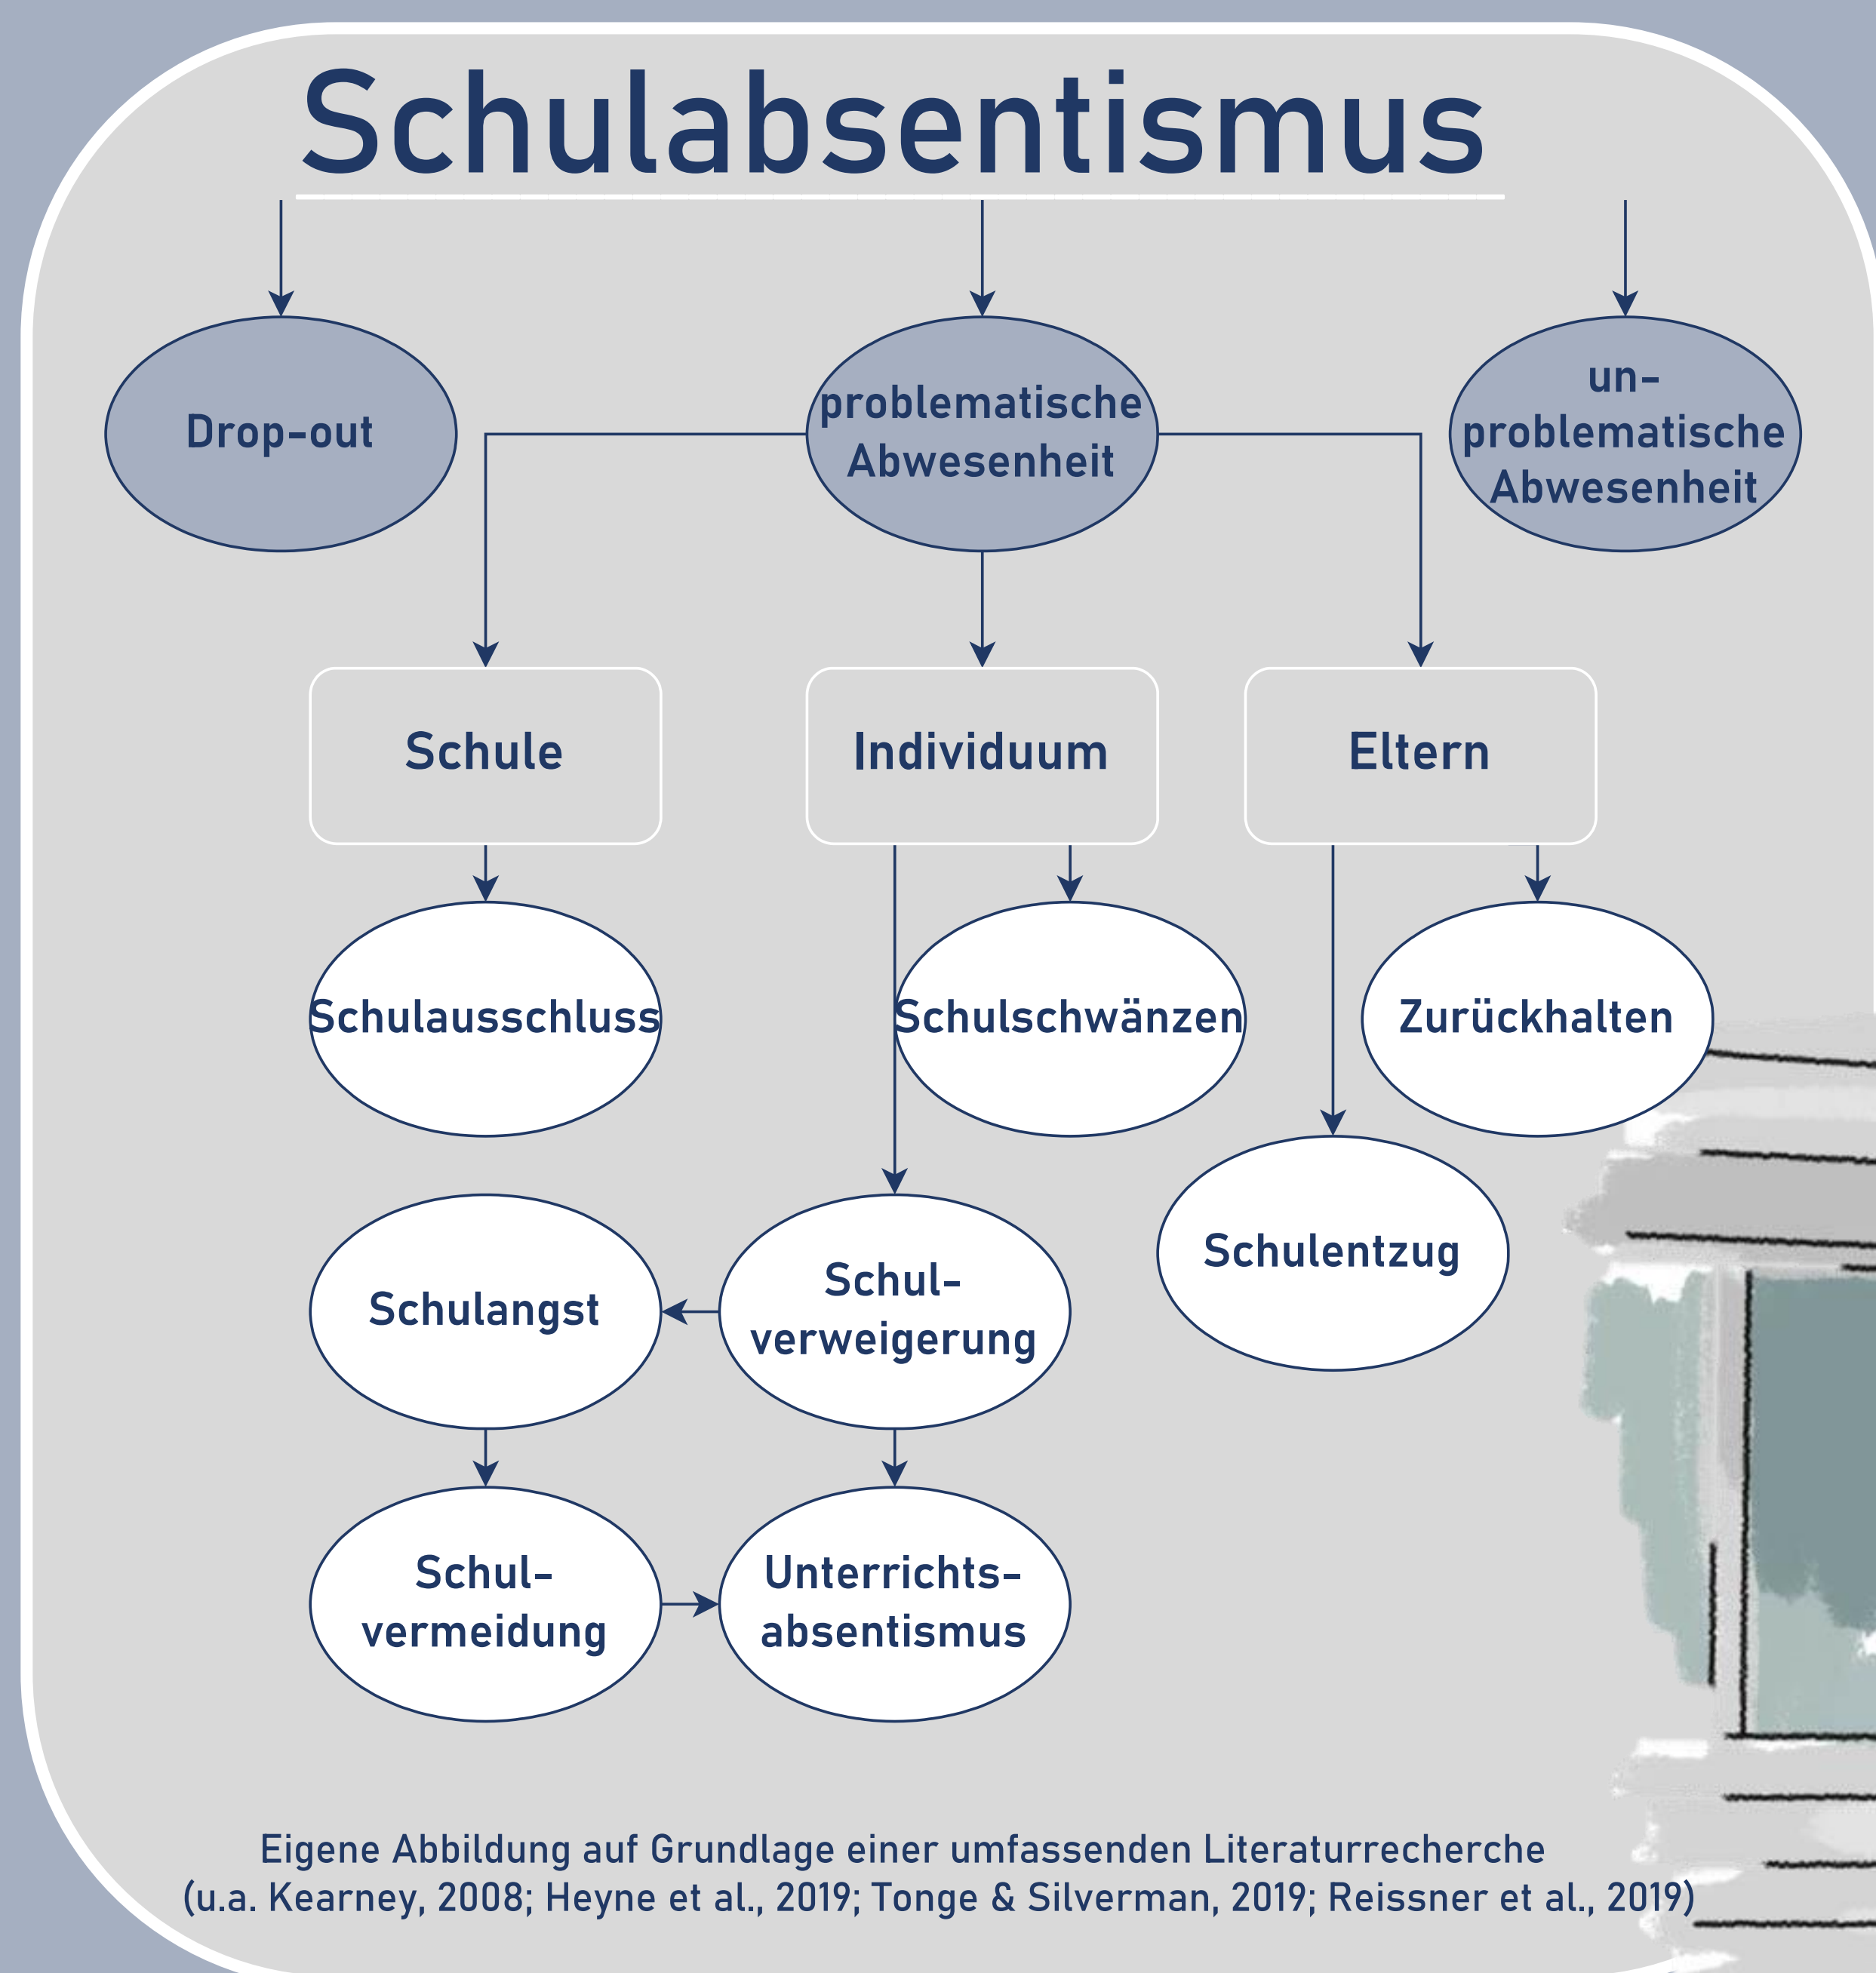 Schulabsentismus
Drop-out
problematische
Abwesenheit
un-
problematische
Abwesenheit
Schule
Individuum
Eltern
Schulausschluss
Schulschwänzen
Zurückhalten
Schulentzug
Schulangst
Schul-
verweigerung
Schul-
vermeidung
Unterrichts-
absentismus
Eigene Abbildung auf Grundlage einer umfassenden Literaturrecherche
(u.a. Kearney, 2008; Heyne et al., 2019; Tonge & Silverman, 2019; Reissner et al., 2019)